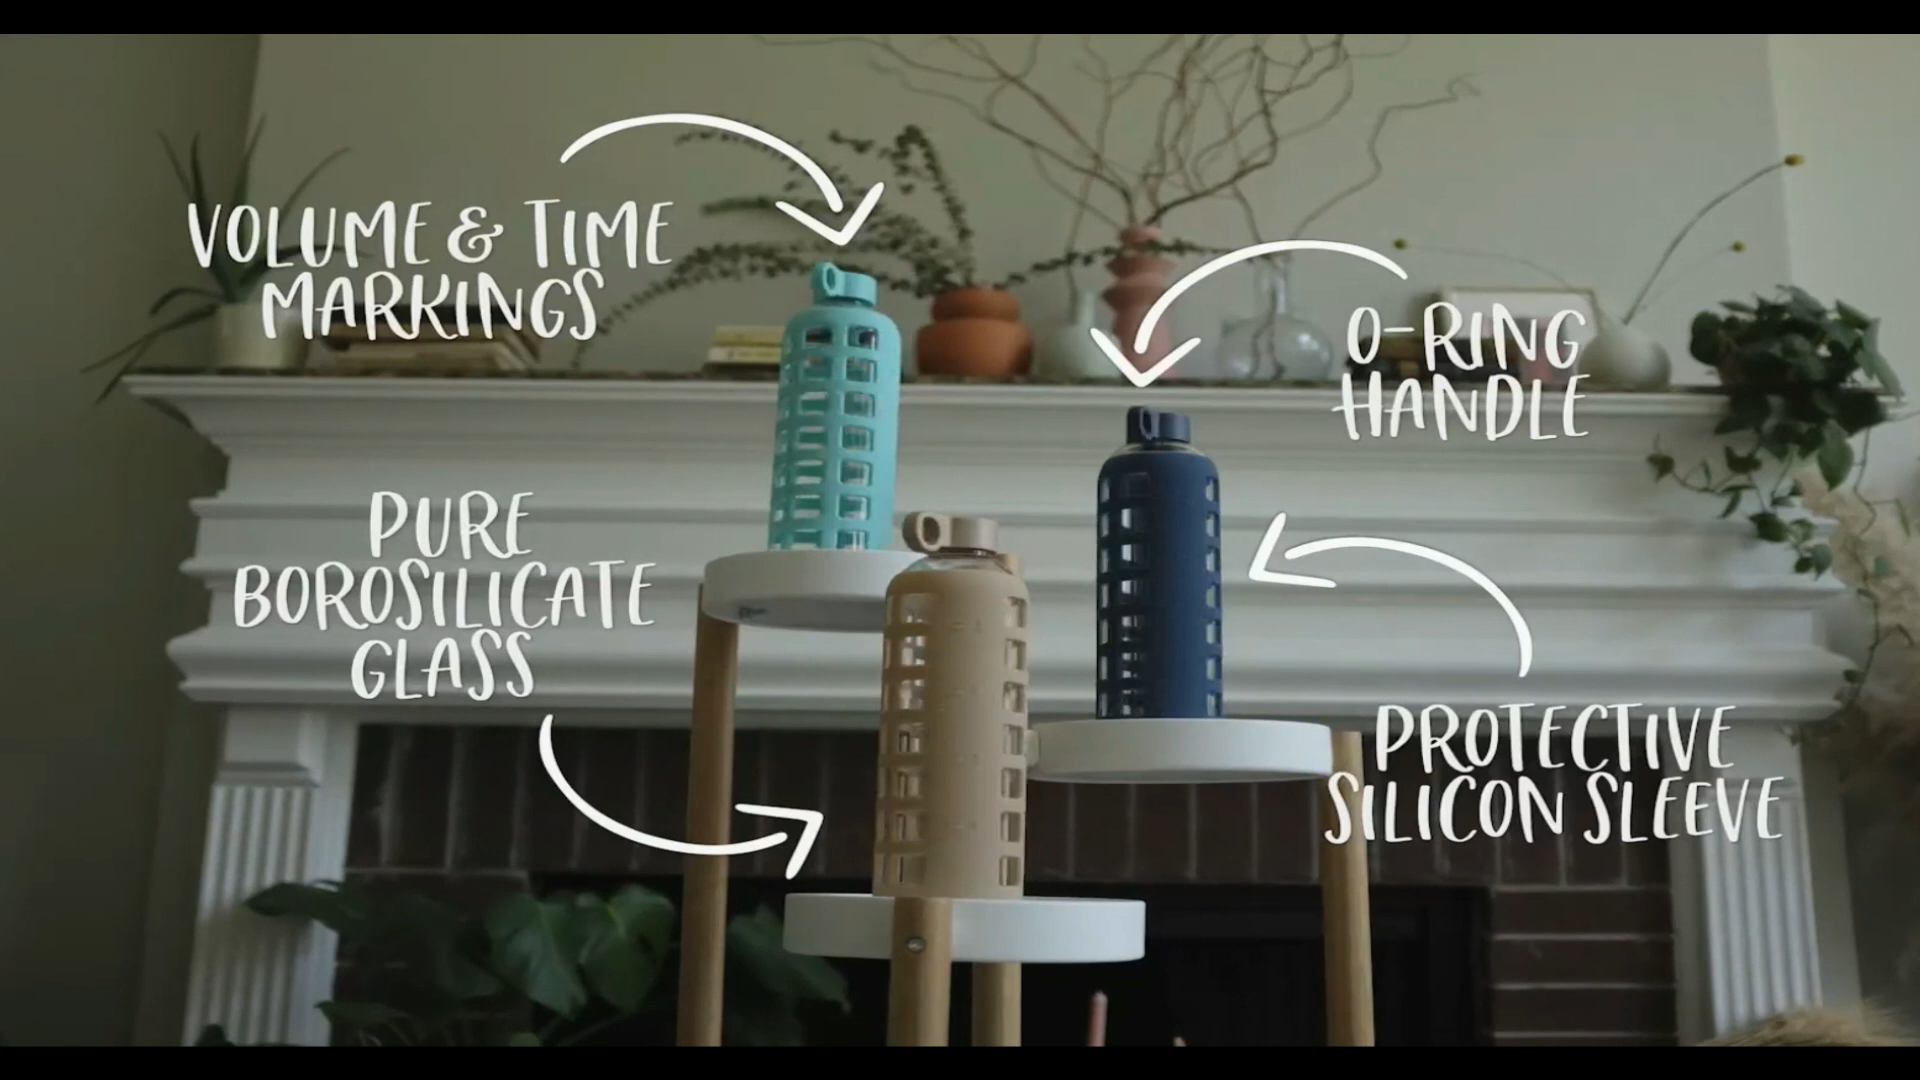 VOLUME & TIME
MARKINGS
O-RING
HANDLE
PURE
BOROSILICATE
GLASS
PROTECTIVE
SILICON SLEEVE